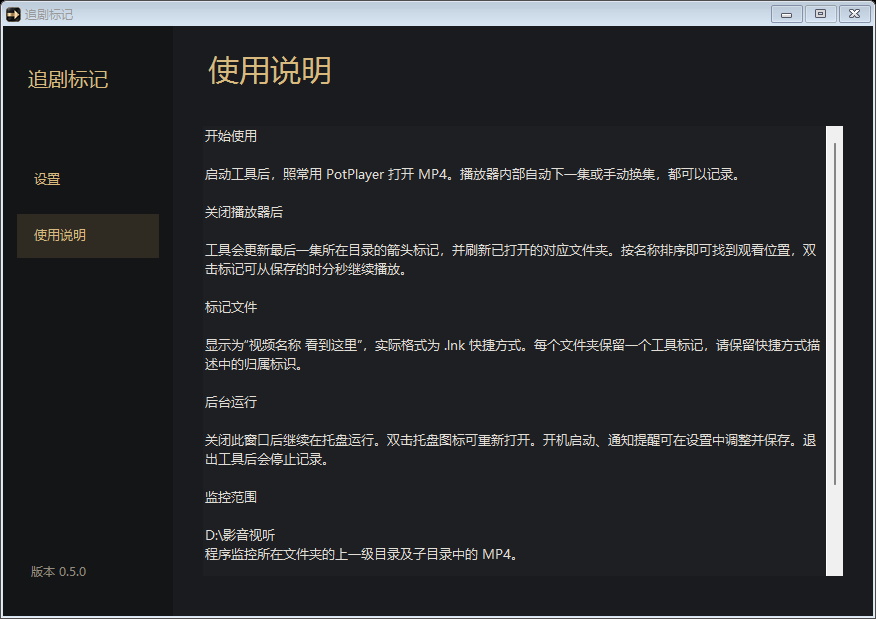 追剧标记
追剧标记
设置
使用说明
版本 0.5.0
使用说明
开始使用
启动工具后，照常用 PotPlayer 打开 MP4。播放器内部自动下一集或手动换集，都可以记录。
关闭播放器后
工具会更新最后一集所在目录的箭头标记，并刷新已打开的对应文件夹。按名称排序即可找到观看位置，双
击标记可从保存的时分秒继续播放。
标记文件
显示为“视频名称 看到这里”，实际格式为 .lnk 快捷方式。每个文件夹保留一个工具标记，请保留快捷方式描
述中的归属标识。
后台运行
关闭此窗口后继续在托盘运行。双击托盘图标可重新打开。开机启动、通知提醒可在设置中调整并保存。退
出工具后会停止记录。
监控范围
D:\影音视听
程序监控所在文件夹的上一级目录及子目录中的 MP4。